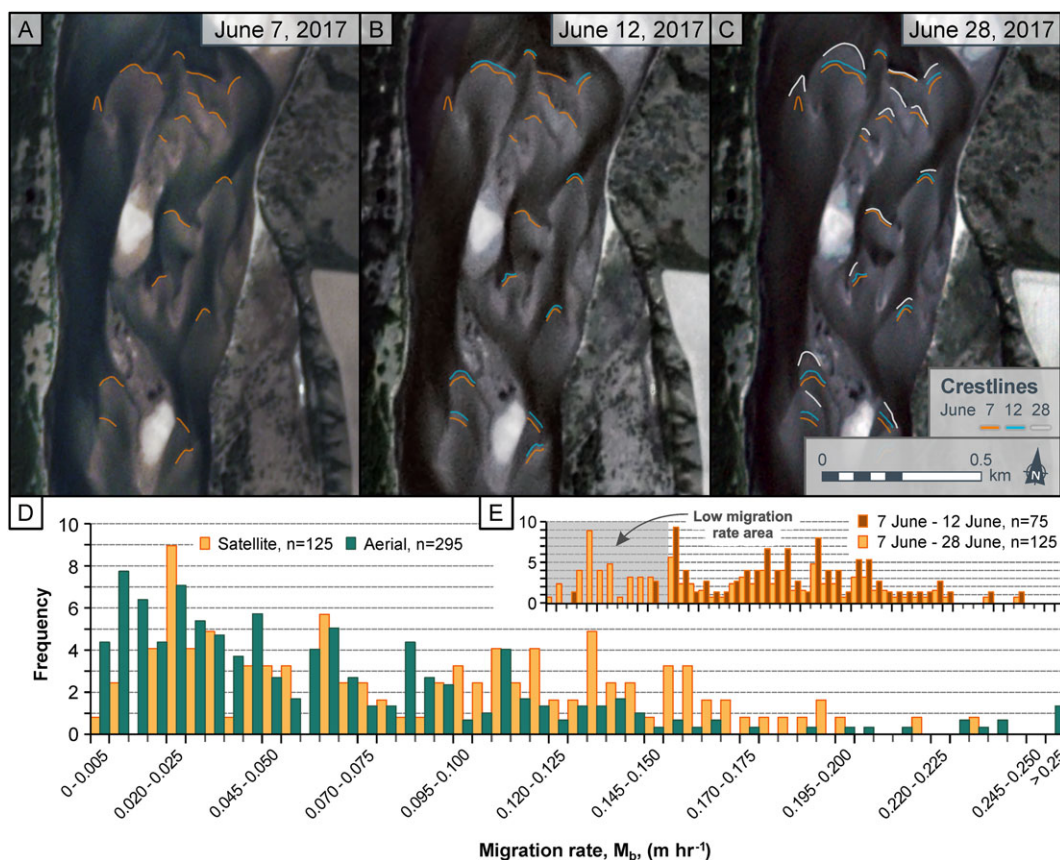 A
June 7, 2017
B
June 12, 2017
C
June 28, 2017
Crestlines
June 7 12 28
0 0.5
km
N
D
E
10
8
6
4
2
0
Frequency
Satellite, n=125
Aerial, n=295
10
5
0
Low migration
rate area
7 June - 12 June, n=75
7 June - 28 June, n=125
0 - 0.005
0.020 - 0.025
0.045 - 0.050
0.070 - 0.075
0.095 - 0.100
0.120 - 0.125
0.145 - 0.150
0.170 - 0.175
0.195 - 0.200
0.220 - 0.225
0.245 - 0.250
Migration rate, M_b, (m hr⁻¹)